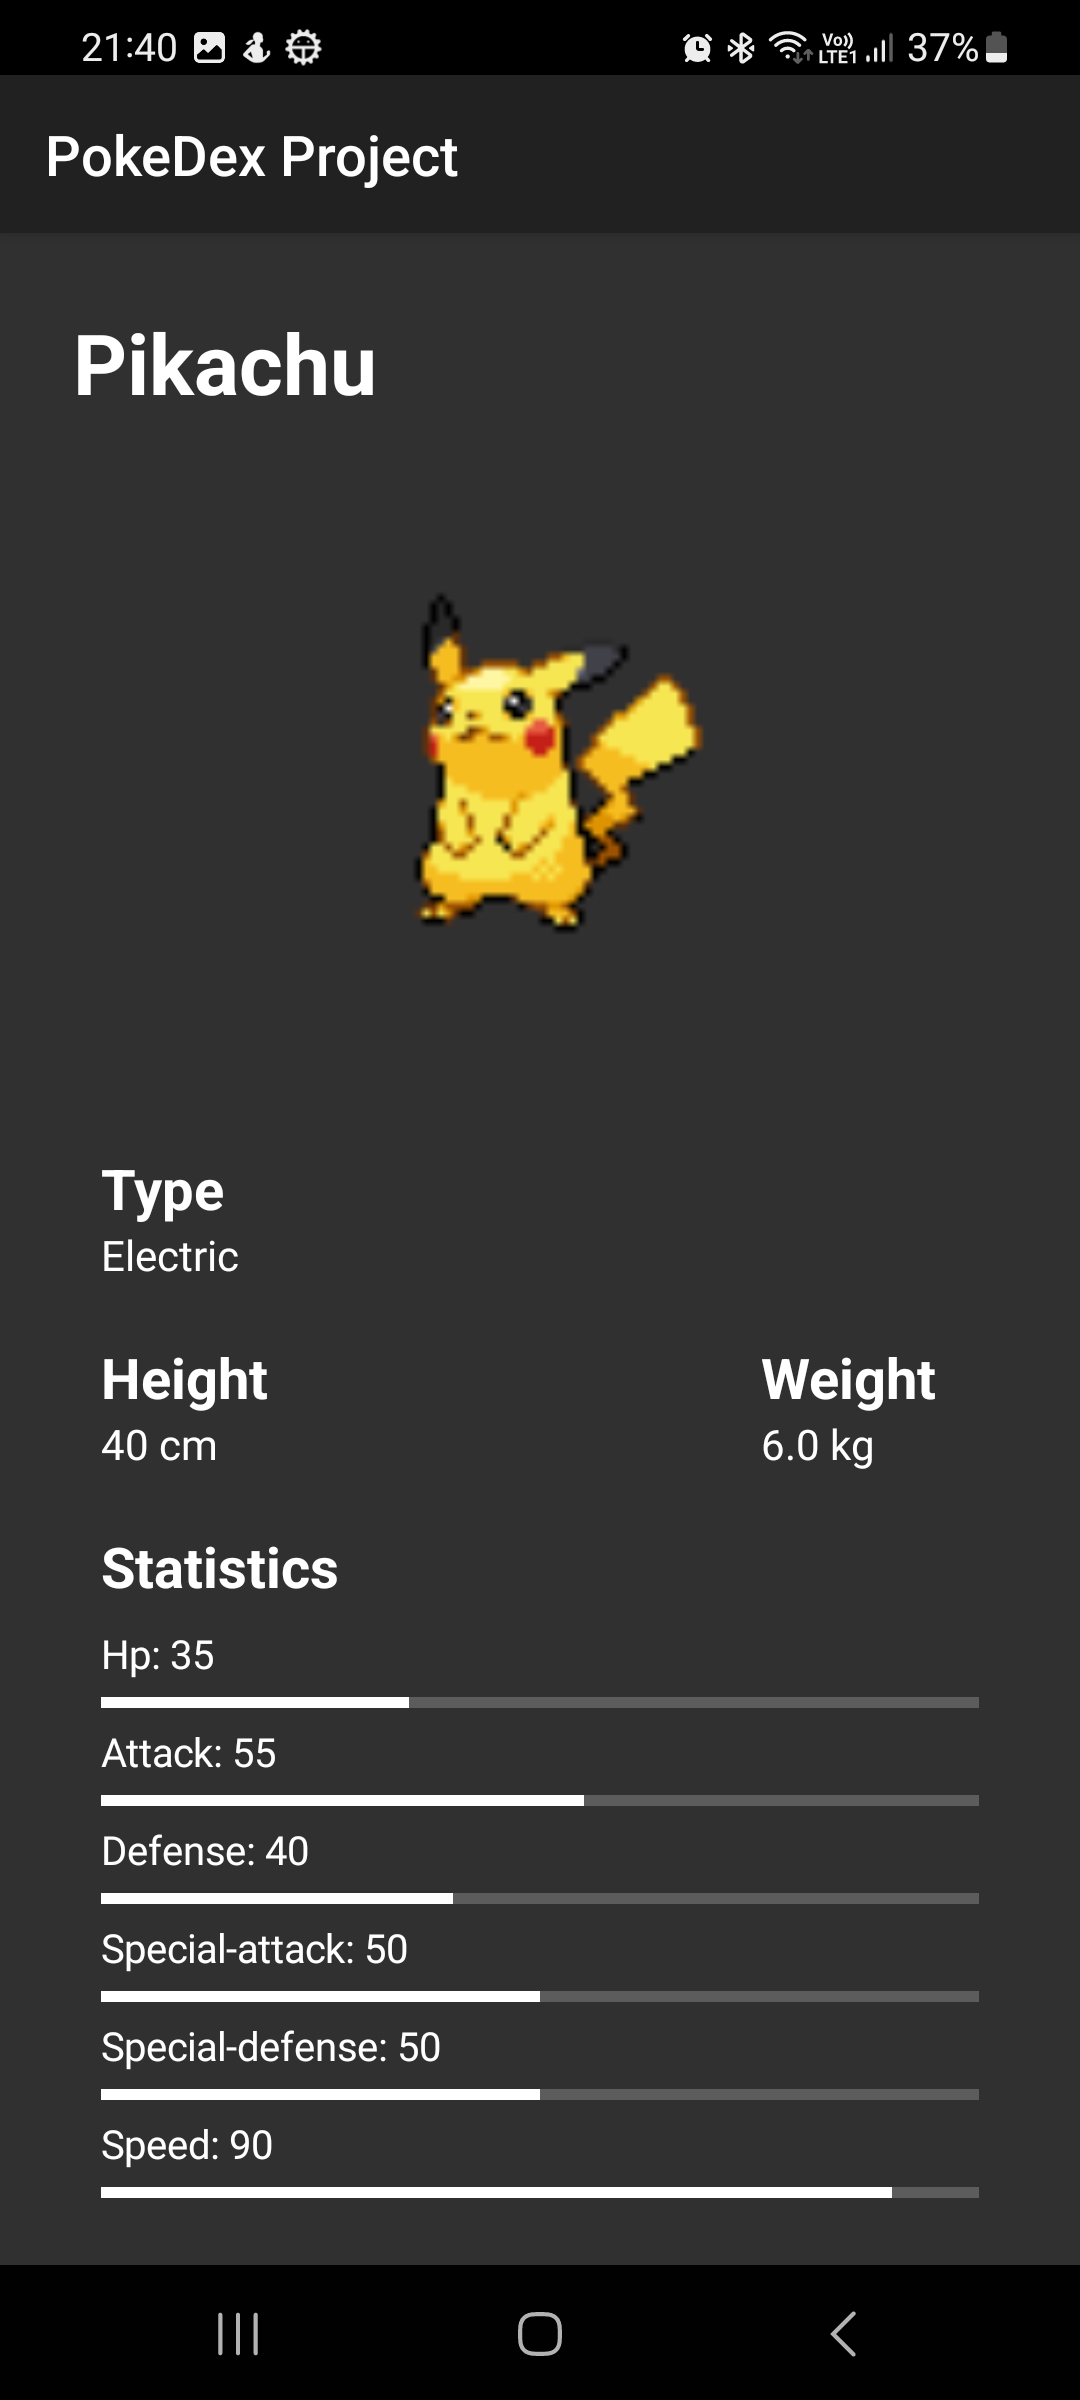 21:40 Vo)) LTE1 37%
PokeDex Project
Pikachu
Type
Electric
Height Weight
40 cm 6.0 kg
Statistics
Hp: 35
Attack: 55
Defense: 40
Special-attack: 50
Special-defense: 50
Speed: 90